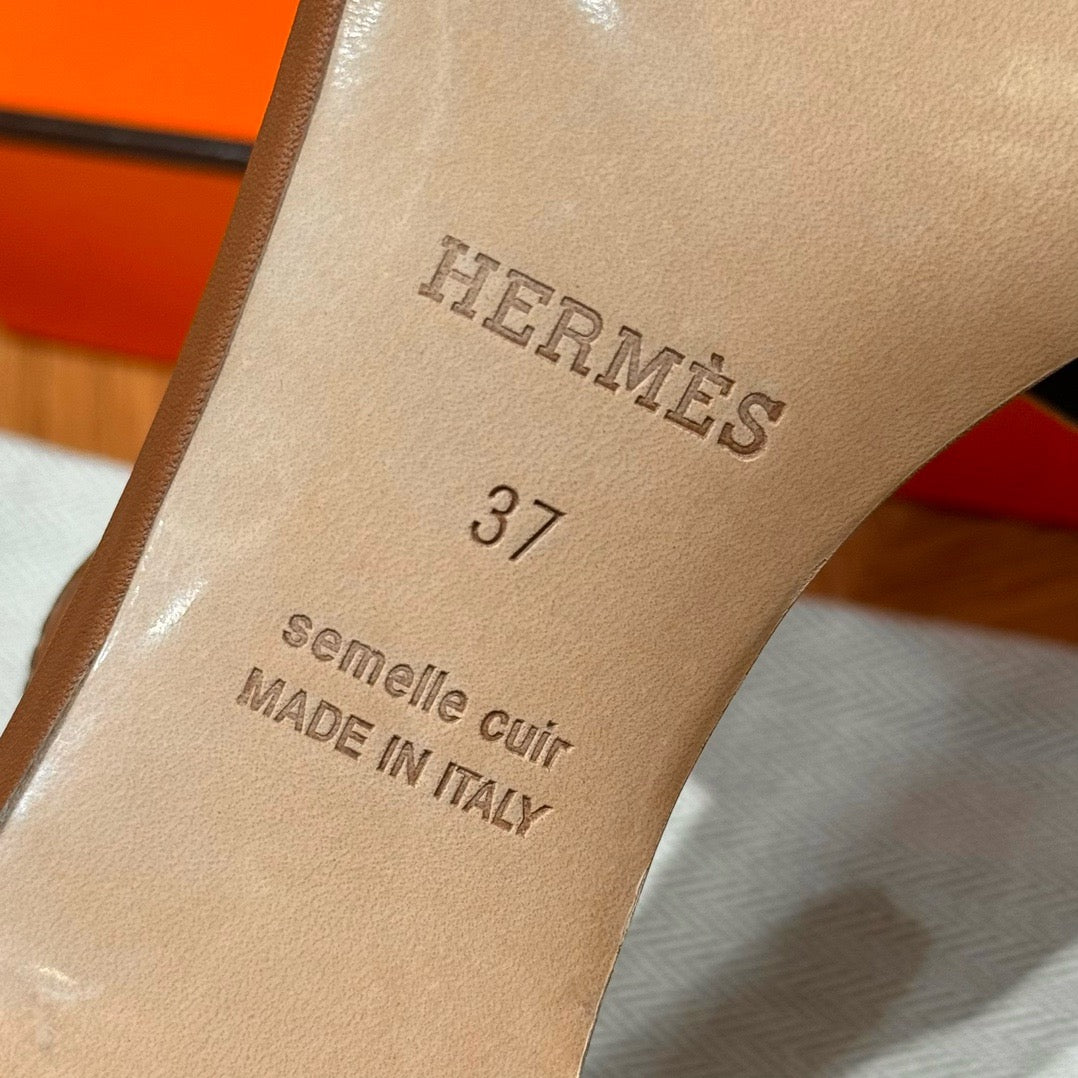 HERMÈS
37
semelle cuir
MADE IN ITALY